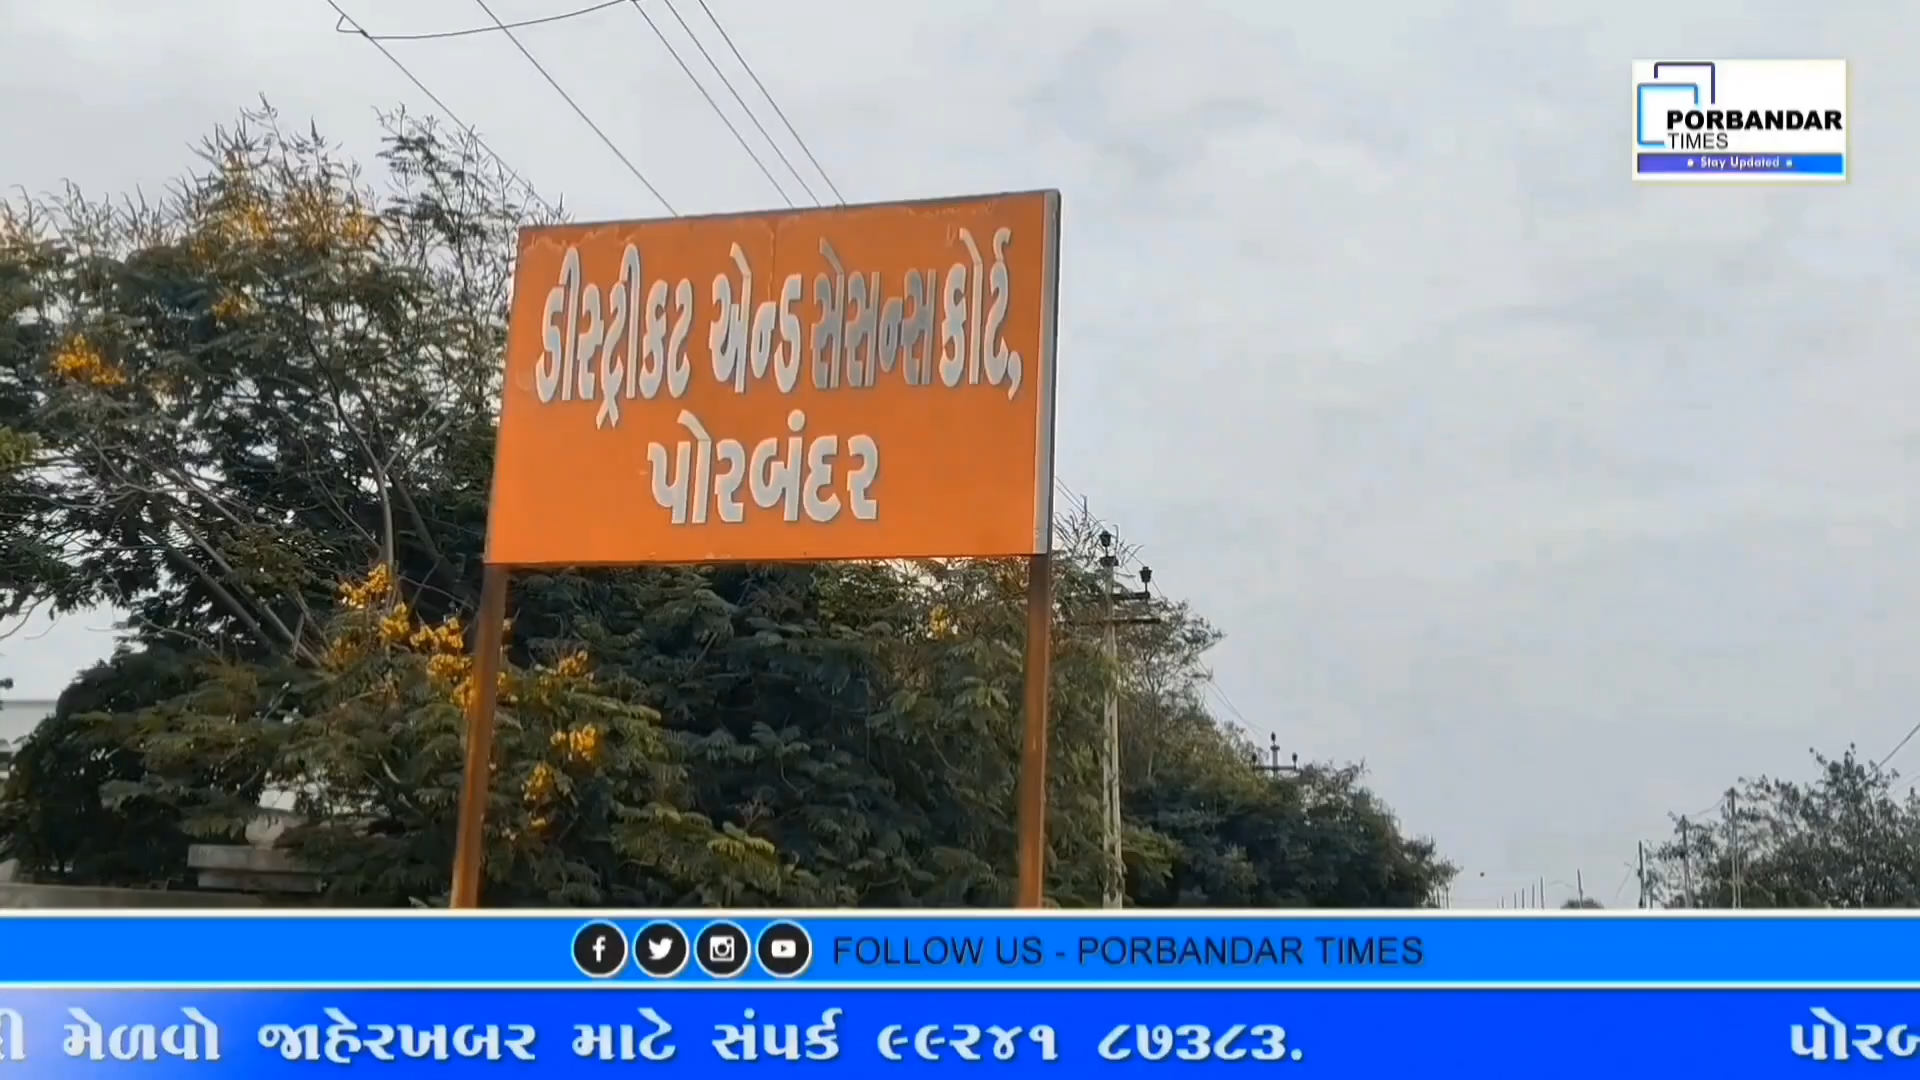 PORBANDAR
TIMES
• Stay Updated •
ડીસ્ટ્રીકટ એન્ડ સેસન્સ કોર્ટ,
પોરબંદર
FOLLOW US - PORBANDAR TIMES
મેળવો જાહેરખબર માટે સંપર્ક ૯૯૨૪૧ ૮૭૩૮૩.